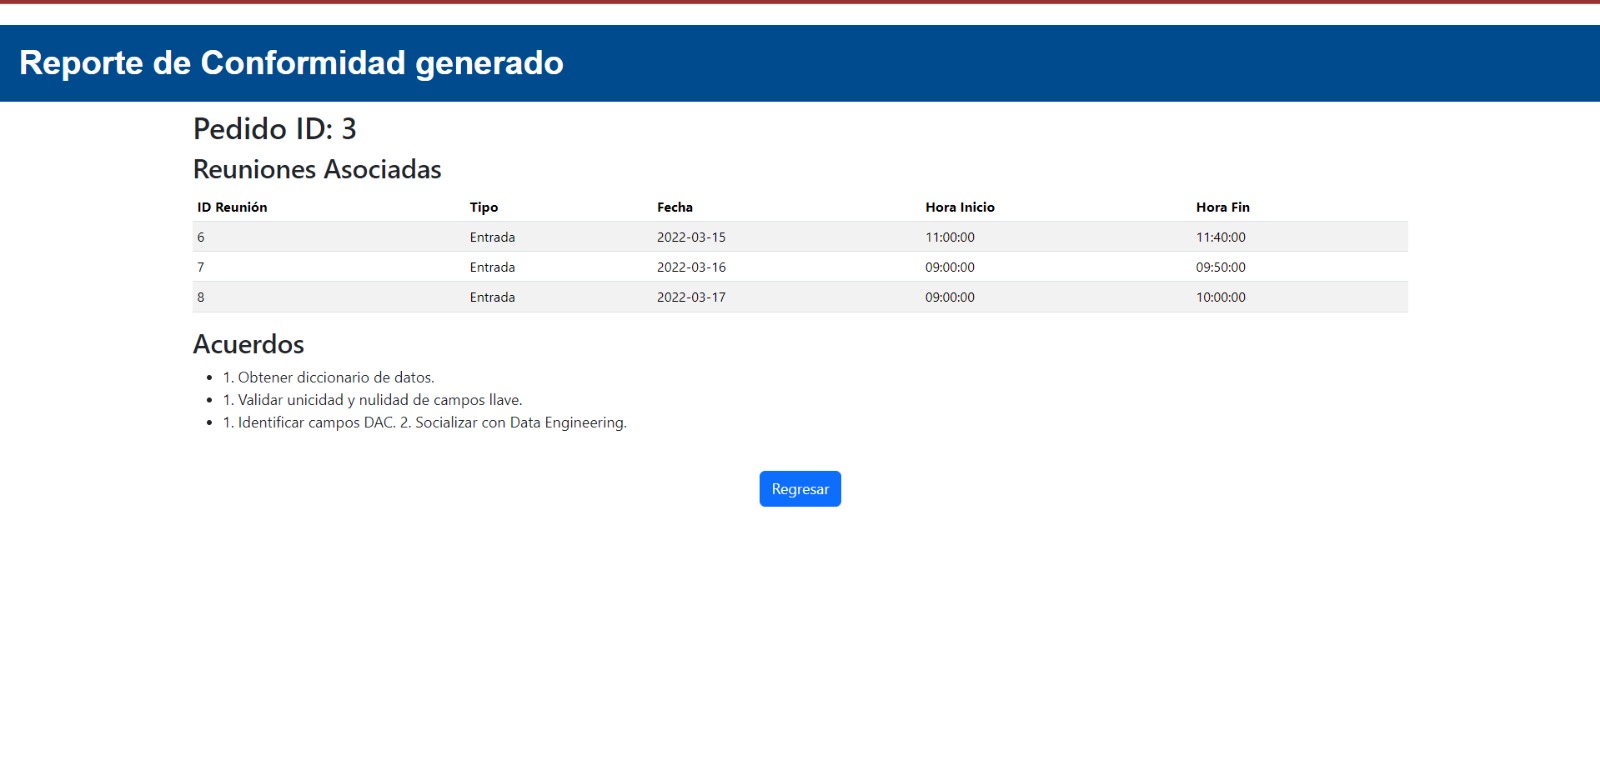 Reporte de Conformidad generado
Pedido ID: 3
Reuniones Asociadas
ID Reunión Tipo Fecha Hora Inicio Hora Fin
6 Entrada 2022-03-15 11:00:00 11:40:00
7 Entrada 2022-03-16 09:00:00 09:50:00
8 Entrada 2022-03-17 09:00:00 10:00:00
Acuerdos
• 1. Obtener diccionario de datos.
• 1. Validar unicidad y nulidad de campos llave.
• 1. Identificar campos DAC. 2. Socializar con Data Engineering.
Regresar